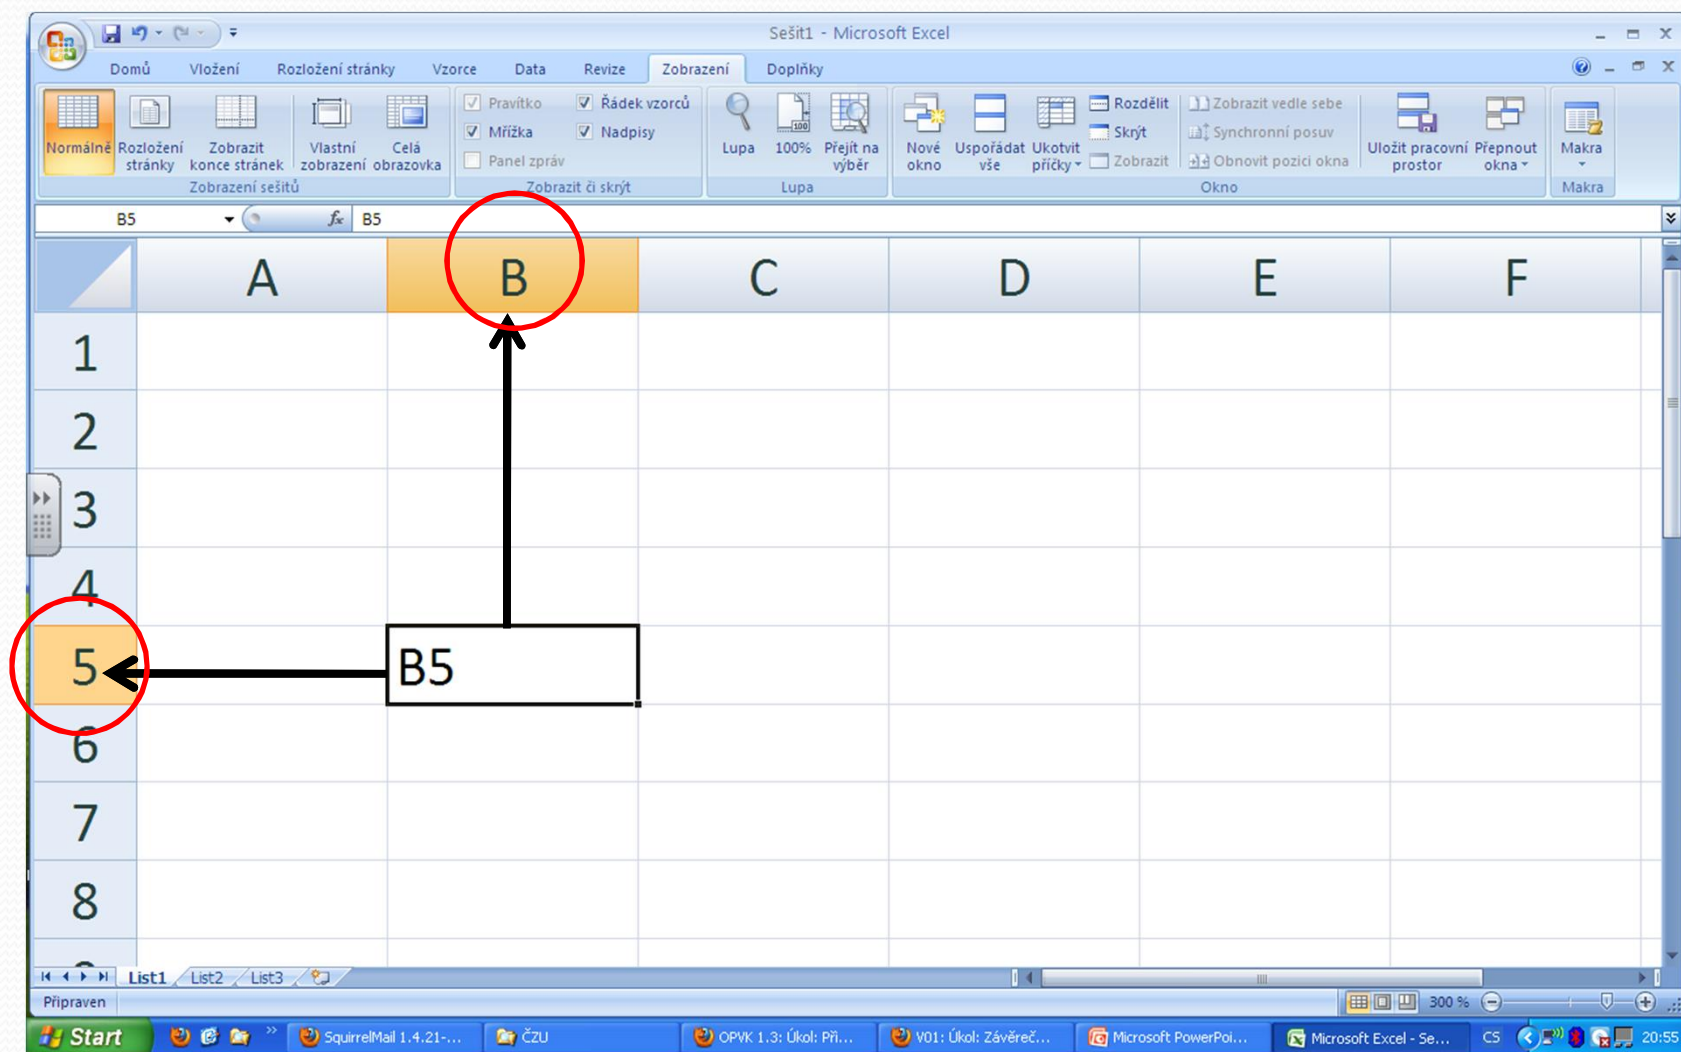 Sešit1 - Microsoft Excel
Domů Vložení Rozložení stránky Vzorce Data Revize Zobrazení Doplňky
Normálně Rozložení stránky Zobrazit konce stránek Vlastní zobrazení Celá obrazovka
Zobrazení sešitů
Pravítko Řádek vzorců
Mřížka Nadpisy
Panel zpráv
Zobrazit či skrýt
Lupa 100% Přejít na výběr
Lupa
Nové okno Uspořádat vše Ukotvit příčky
Rozdělit Zobrazit vedle sebe
Skrýt Synchronní posuv
Zobrazit Obnovit pozici okna
Uložit pracovní prostor Přepnout okna
Okno
Makra
Makra
B5 fx B5
A B C D E F
1
2
3
4
5 B5
6
7
8
List1 List2 List3
Připraven 300 %
Start SquirrelMail 1.4.21-... ČZU OPVK 1.3: Úkol: Při... V01: Úkol: Závěreč... Microsoft PowerPoi... Microsoft Excel - Se... CS 20:55